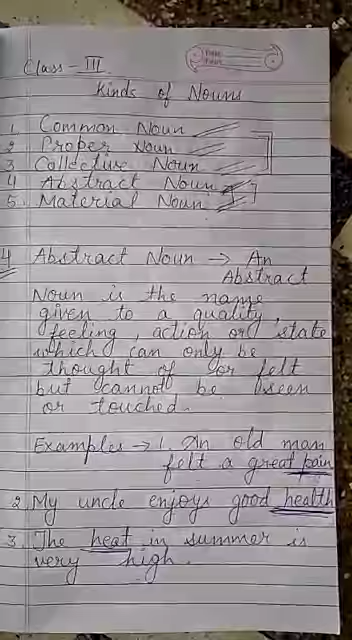 Class - III
Kinds of Nouns
1. Common Noun
2 Proper Noun
3 Collective Noun
4 Abstract Noun
5. Material Noun
4 Abstract Noun → An
Abstract
Noun is the name
given to a quality,
feeling, action or state
which can only be
thought of or felt
but cannot be seen
or touched.
Examples → 1. An old man
felt a great pain
2. My uncle enjoys good health
3. The heat in summer is
very high.